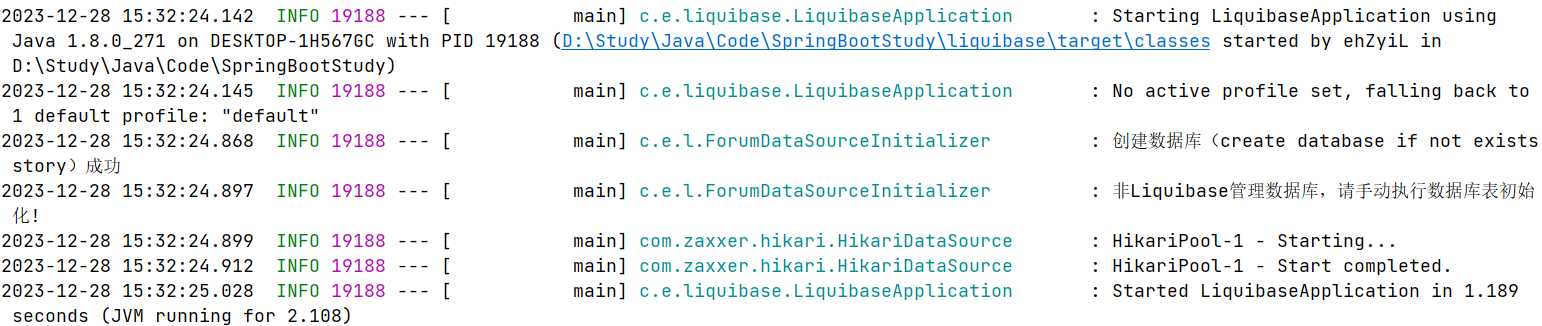 2023-12-28 15:32:24.142  INFO 19188 --- [           main] c.e.liquibase.LiquibaseApplication       : Starting LiquibaseApplication using
Java 1.8.0_271 on DESKTOP-1H567GC with PID 19188 (D:\Study\Java\Code\SpringBootStudy\liquibase\target\classes started by ehZyiL in
D:\Study\Java\Code\SpringBootStudy)
2023-12-28 15:32:24.145  INFO 19188 --- [           main] c.e.liquibase.LiquibaseApplication       : No active profile set, falling back to
1 default profile: "default"
2023-12-28 15:32:24.868  INFO 19188 --- [           main] c.e.l.ForumDataSourceInitializer         : 创建数据库（create database if not exists
story）成功
2023-12-28 15:32:24.897  INFO 19188 --- [           main] c.e.l.ForumDataSourceInitializer         : 非Liquibase管理数据库，请手动执行数据库表初始
化！
2023-12-28 15:32:24.899  INFO 19188 --- [           main] com.zaxxer.hikari.HikariDataSource       : HikariPool-1 - Starting...
2023-12-28 15:32:24.912  INFO 19188 --- [           main] com.zaxxer.hikari.HikariDataSource       : HikariPool-1 - Start completed.
2023-12-28 15:32:25.028  INFO 19188 --- [           main] c.e.liquibase.LiquibaseApplication       : Started LiquibaseApplication in 1.189
seconds (JVM running for 2.108)